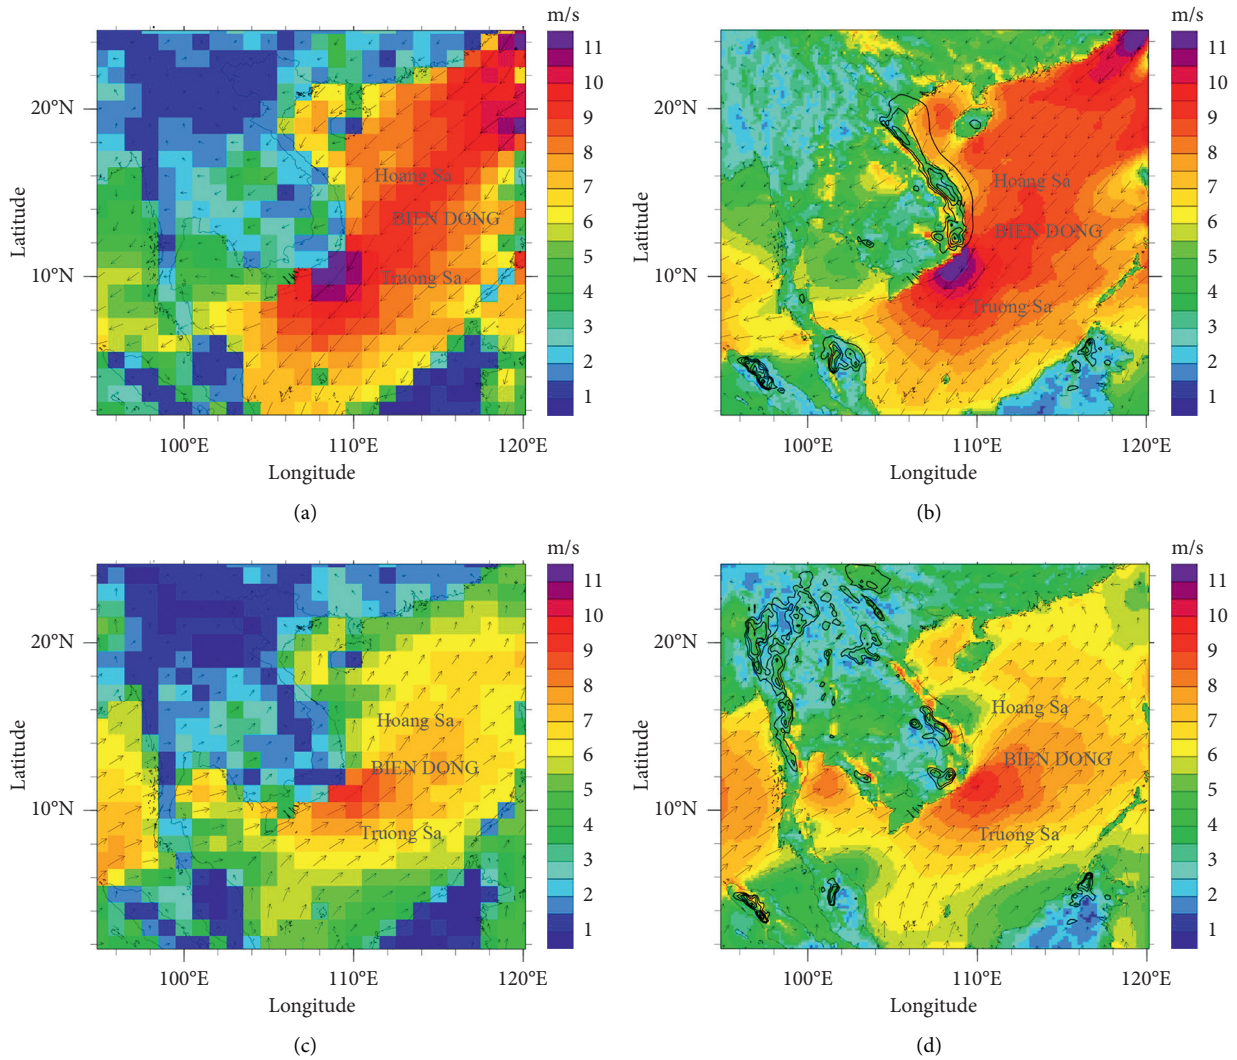 m/s
11
10
9
8
7
6
5
4
3
2
1
20°N
10°N
Latitude
Hoang Sa
BIEN DONG
Truong Sa
100°E
110°E
120°E
Longitude
(a)
m/s
11
10
9
8
7
6
5
4
3
2
1
20°N
10°N
Latitude
Hoang Sa
BIEN DONG
Truong Sa
100°E
110°E
120°E
Longitude
(b)
m/s
11
10
9
8
7
6
5
4
3
2
1
20°N
10°N
Latitude
Hoang Sa
BIEN DONG
Truong Sa
100°E
110°E
120°E
Longitude
(c)
m/s
11
10
9
8
7
6
5
4
3
2
1
20°N
10°N
Latitude
Hoang Sa
BIEN DONG
Truong Sa
100°E
110°E
120°E
Longitude
(d)